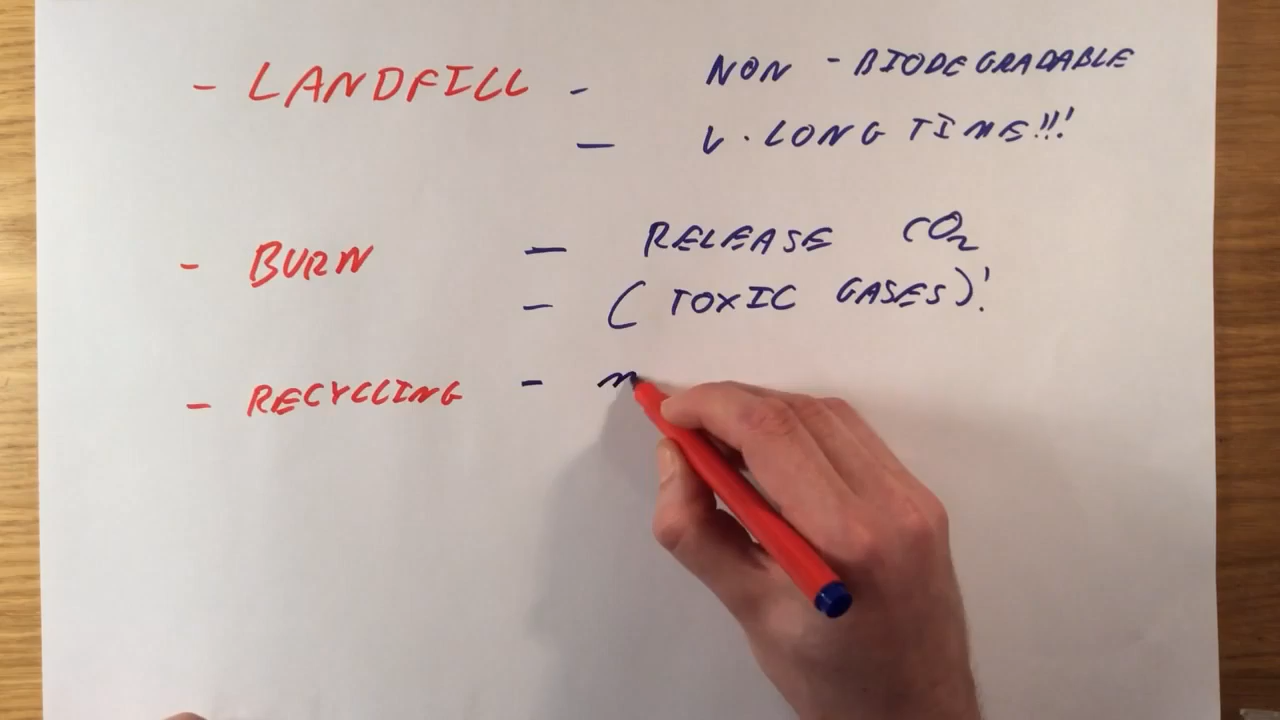 - LANDFILL - NON - BIODEGRADABLE
- V. LONG TIME!!!
- BURN - RELEASE CO₂
- (TOXIC GASES)!
- RECYCLING -